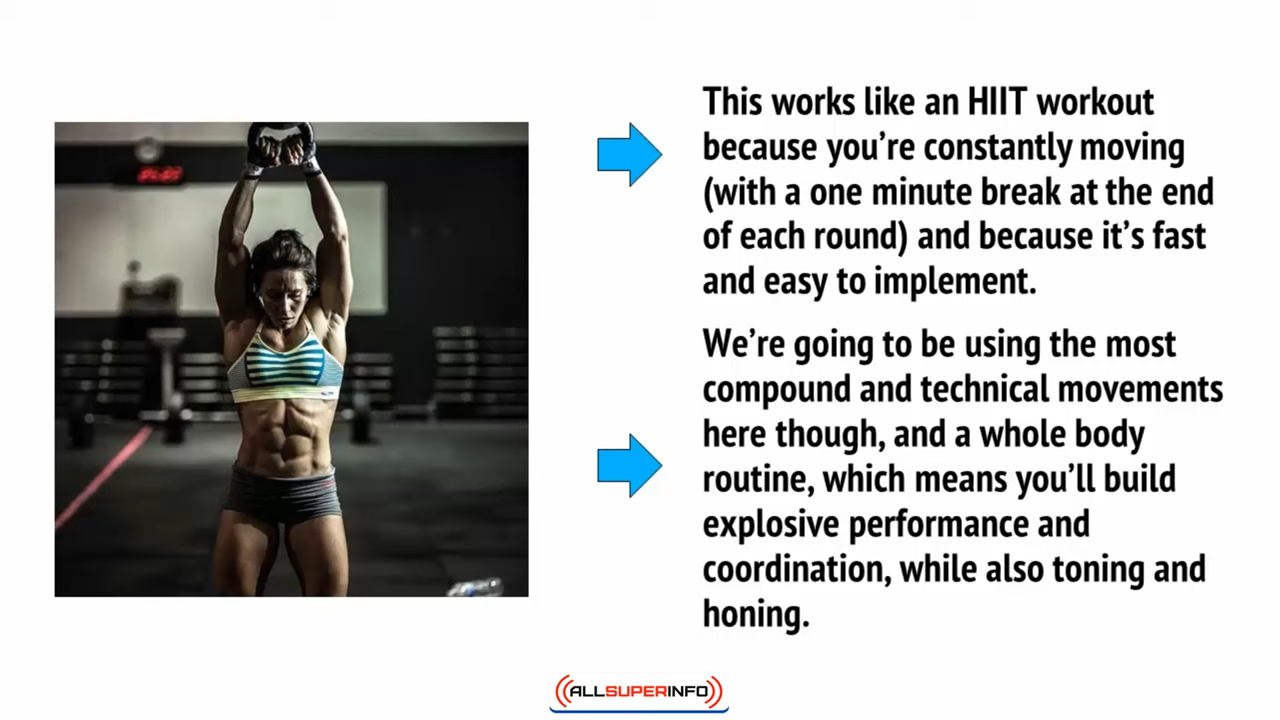 This works like an HIIT workout
because you’re constantly moving
(with a one minute break at the end
of each round) and because it’s fast
and easy to implement.
We’re going to be using the most
compound and technical movements
here though, and a whole body
routine, which means you’ll build
explosive performance and
coordination, while also toning and
honing.
ALLSUPERINFO